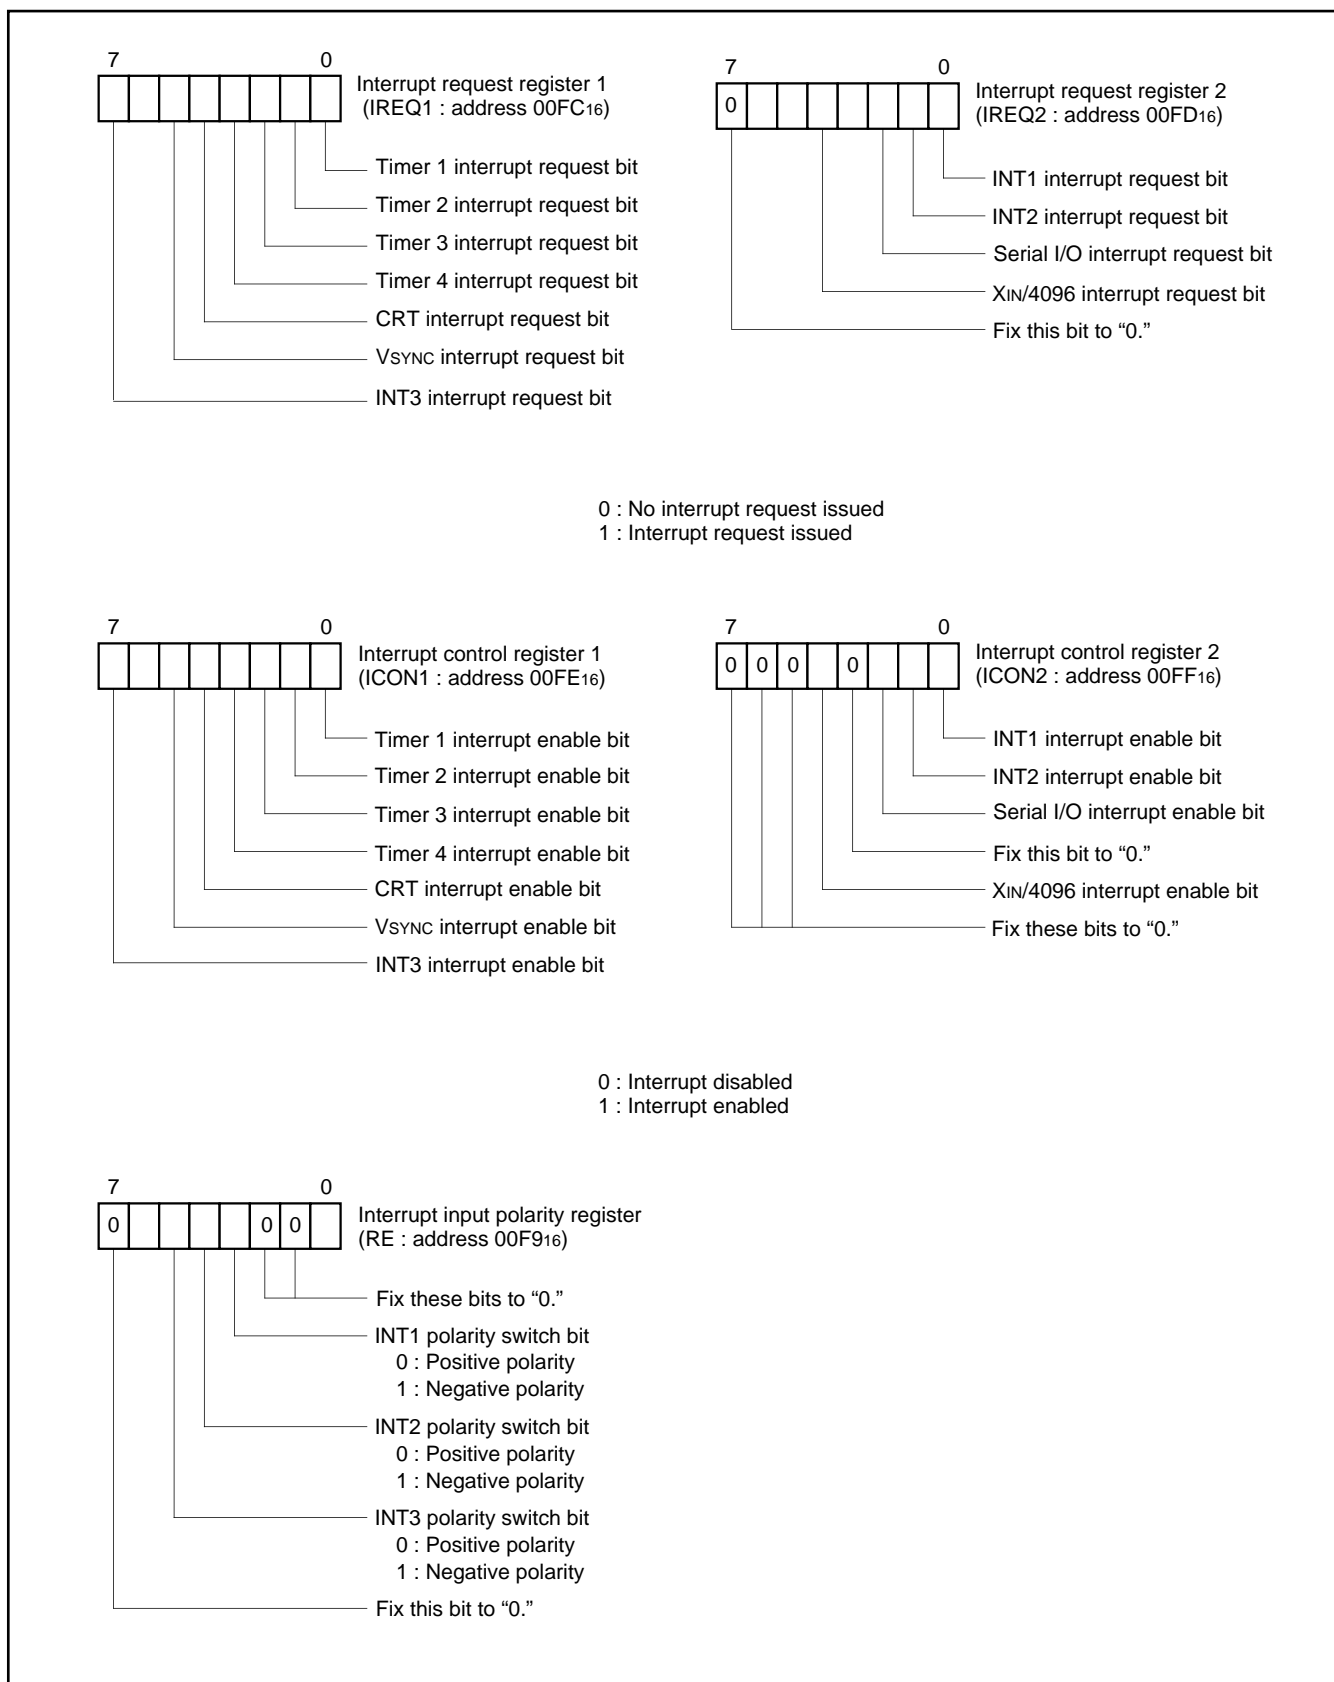 7 0
Interrupt request register 1
(IREQ1 : address 00FC16)
Timer 1 interrupt request bit
Timer 2 interrupt request bit
Timer 3 interrupt request bit
Timer 4 interrupt request bit
CRT interrupt request bit
VSYNC interrupt request bit
INT3 interrupt request bit
7 0
0
Interrupt request register 2
(IREQ2 : address 00FD16)
INT1 interrupt request bit
INT2 interrupt request bit
Serial I/O interrupt request bit
XIN/4096 interrupt request bit
Fix this bit to “0.”
0 : No interrupt request issued
1 : Interrupt request issued
7 0
Interrupt control register 1
(ICON1 : address 00FE16)
Timer 1 interrupt enable bit
Timer 2 interrupt enable bit
Timer 3 interrupt enable bit
Timer 4 interrupt enable bit
CRT interrupt enable bit
VSYNC interrupt enable bit
INT3 interrupt enable bit
7 0
0 0 0 0
Interrupt control register 2
(ICON2 : address 00FF16)
INT1 interrupt enable bit
INT2 interrupt enable bit
Serial I/O interrupt enable bit
Fix this bit to “0.”
XIN/4096 interrupt enable bit
Fix these bits to “0.”
0 : Interrupt disabled
1 : Interrupt enabled
7 0
0 0 0
Interrupt input polarity register
(RE : address 00F916)
Fix these bits to “0.”
INT1 polarity switch bit
0 : Positive polarity
1 : Negative polarity
INT2 polarity switch bit
0 : Positive polarity
1 : Negative polarity
INT3 polarity switch bit
0 : Positive polarity
1 : Negative polarity
Fix this bit to “0.”